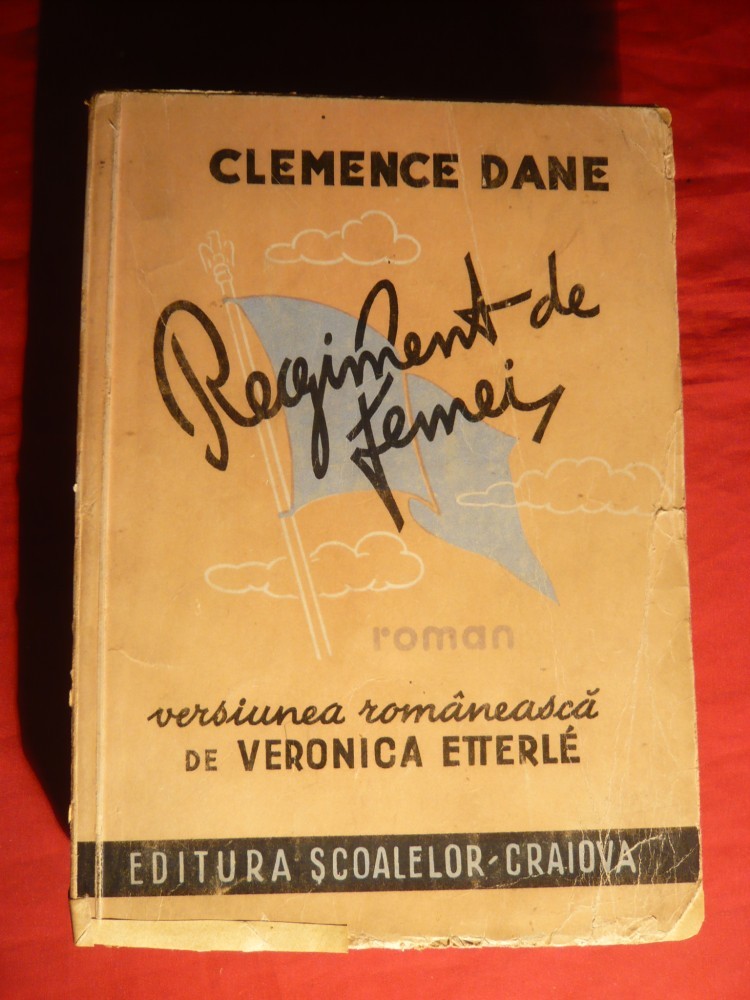 CLEMENCE DANE
Regiment de
femei
roman
versiunea românească
DE VERONICA ETTERLÉ
EDITURA ȘCOALELOR-CRAIOVA